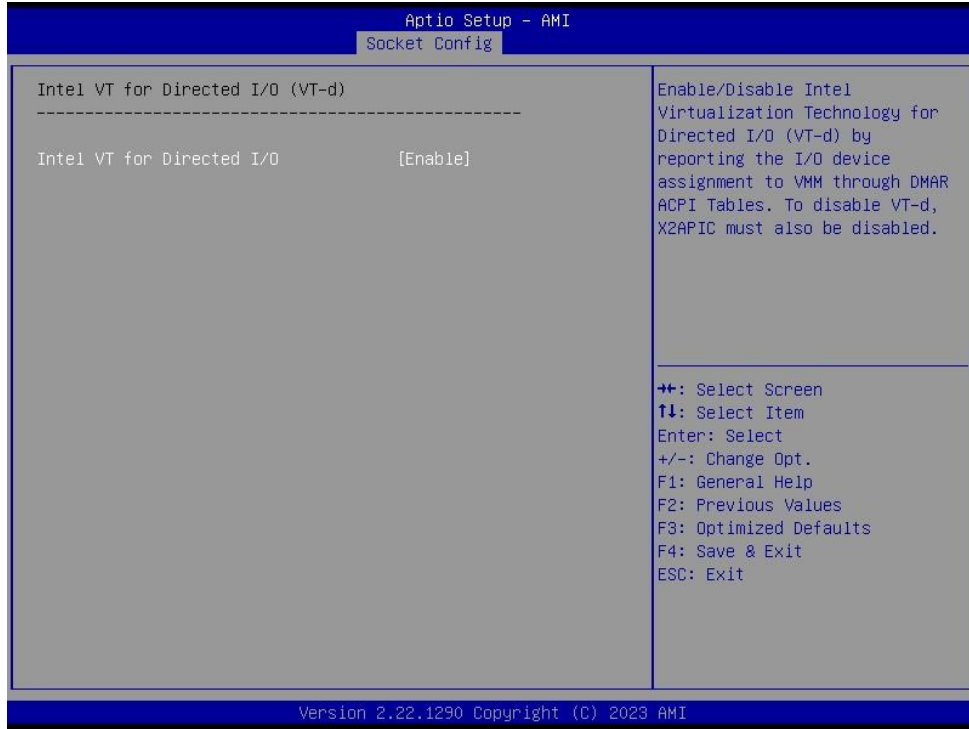 Aptio Setup - AMI
Socket Config
Intel VT for Directed I/O (VT-d)
--------------------------------------------------
Intel VT for Directed I/O [Enable]
Enable/Disable Intel
Virtualization Technology for
Directed I/O (VT-d) by
reporting the I/O device
assignment to VMM through DMAR
ACPI Tables. To disable VT-d,
X2APIC must also be disabled.
→←: Select Screen
↑↓: Select Item
Enter: Select
+/-: Change Opt.
F1: General Help
F2: Previous Values
F3: Optimized Defaults
F4: Save & Exit
ESC: Exit
Version 2.22.1290 Copyright (C) 2023 AMI